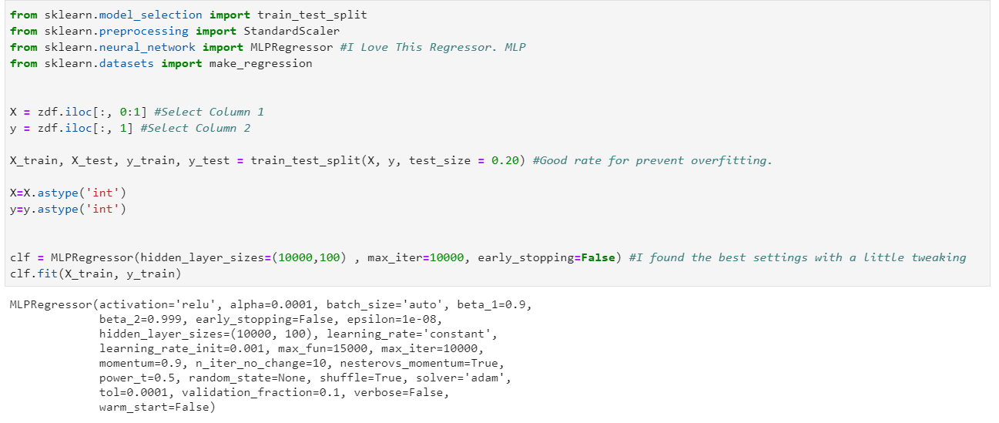 from sklearn.model_selection import train_test_split
from sklearn.preprocessing import StandardScaler
from sklearn.neural_network import MLPRegressor #I Love This Regressor. MLP
from sklearn.datasets import make_regression
X = zdf.iloc[:, 0:1] #Select Column 1
y = zdf.iloc[:, 1] #Select Column 2
X_train, X_test, y_train, y_test = train_test_split(X, y, test_size = 0.20) #Good rate for prevent overfitting.
X=X.astype('int')
y=y.astype('int')
clf = MLPRegressor(hidden_layer_sizes=(10000,100) , max_iter=10000, early_stopping=False) #I found the best settings with a little tweaking
clf.fit(X_train, y_train)
MLPRegressor(activation='relu', alpha=0.0001, batch_size='auto', beta_1=0.9,
beta_2=0.999, early_stopping=False, epsilon=1e-08,
hidden_layer_sizes=(10000, 100), learning_rate='constant',
learning_rate_init=0.001, max_fun=15000, max_iter=10000,
momentum=0.9, n_iter_no_change=10, nesterovs_momentum=True,
power_t=0.5, random_state=None, shuffle=True, solver='adam',
tol=0.0001, validation_fraction=0.1, verbose=False,
warm_start=False)